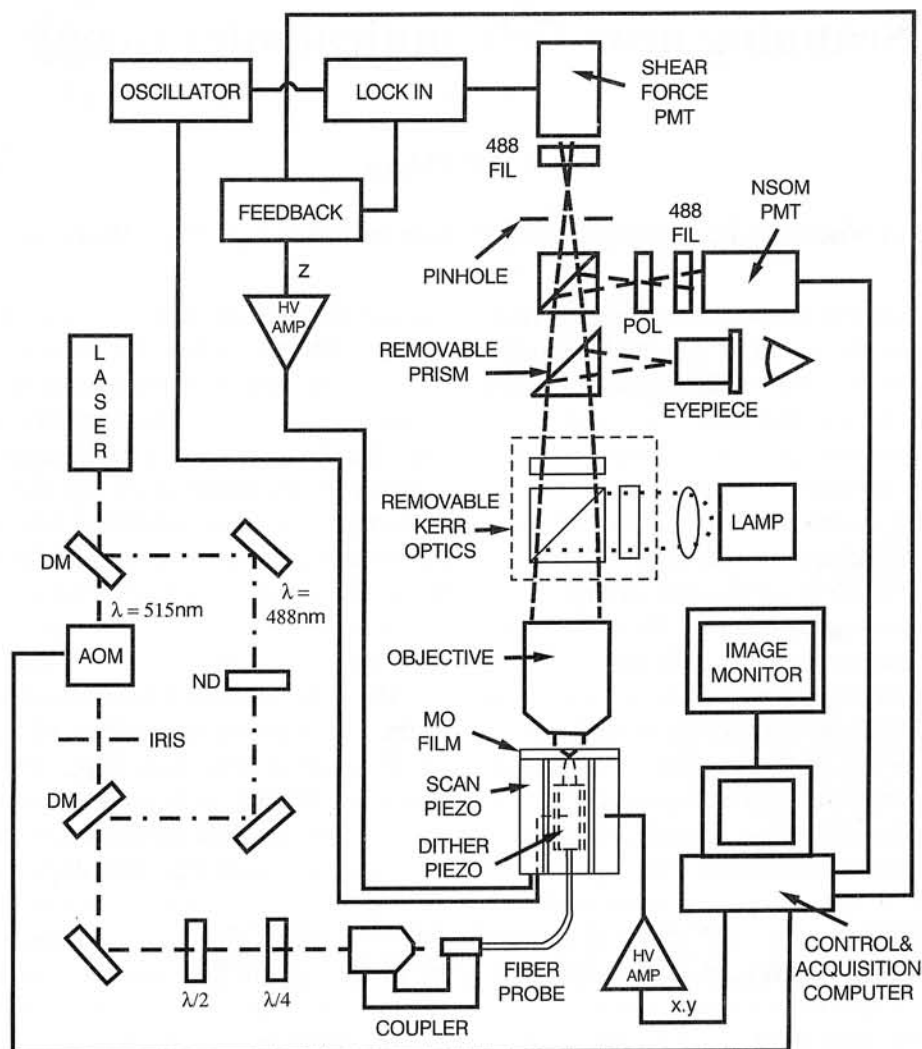 SHEAR
FORCE
PMT
OSCILLATOR
LOCK IN
488
FIL
FEEDBACK
NSOM
PMT
488
FIL
Z
PINHOLE
HV
AMP
POL
REMOVABLE
PRISM
EYEPIECE
LASER
REMOVABLE
KERR
OPTICS
LAMP
DM
λ = 515nm
λ =
488nm
AOM
ND
OBJECTIVE
IMAGE
MONITOR
IRIS
MO
FILM
DM
SCAN
PIEZO
DITHER
PIEZO
FIBER
PROBE
HV
AMP
CONTROL&
ACQUISITION
COMPUTER
λ/2
λ/4
COUPLER
x.y